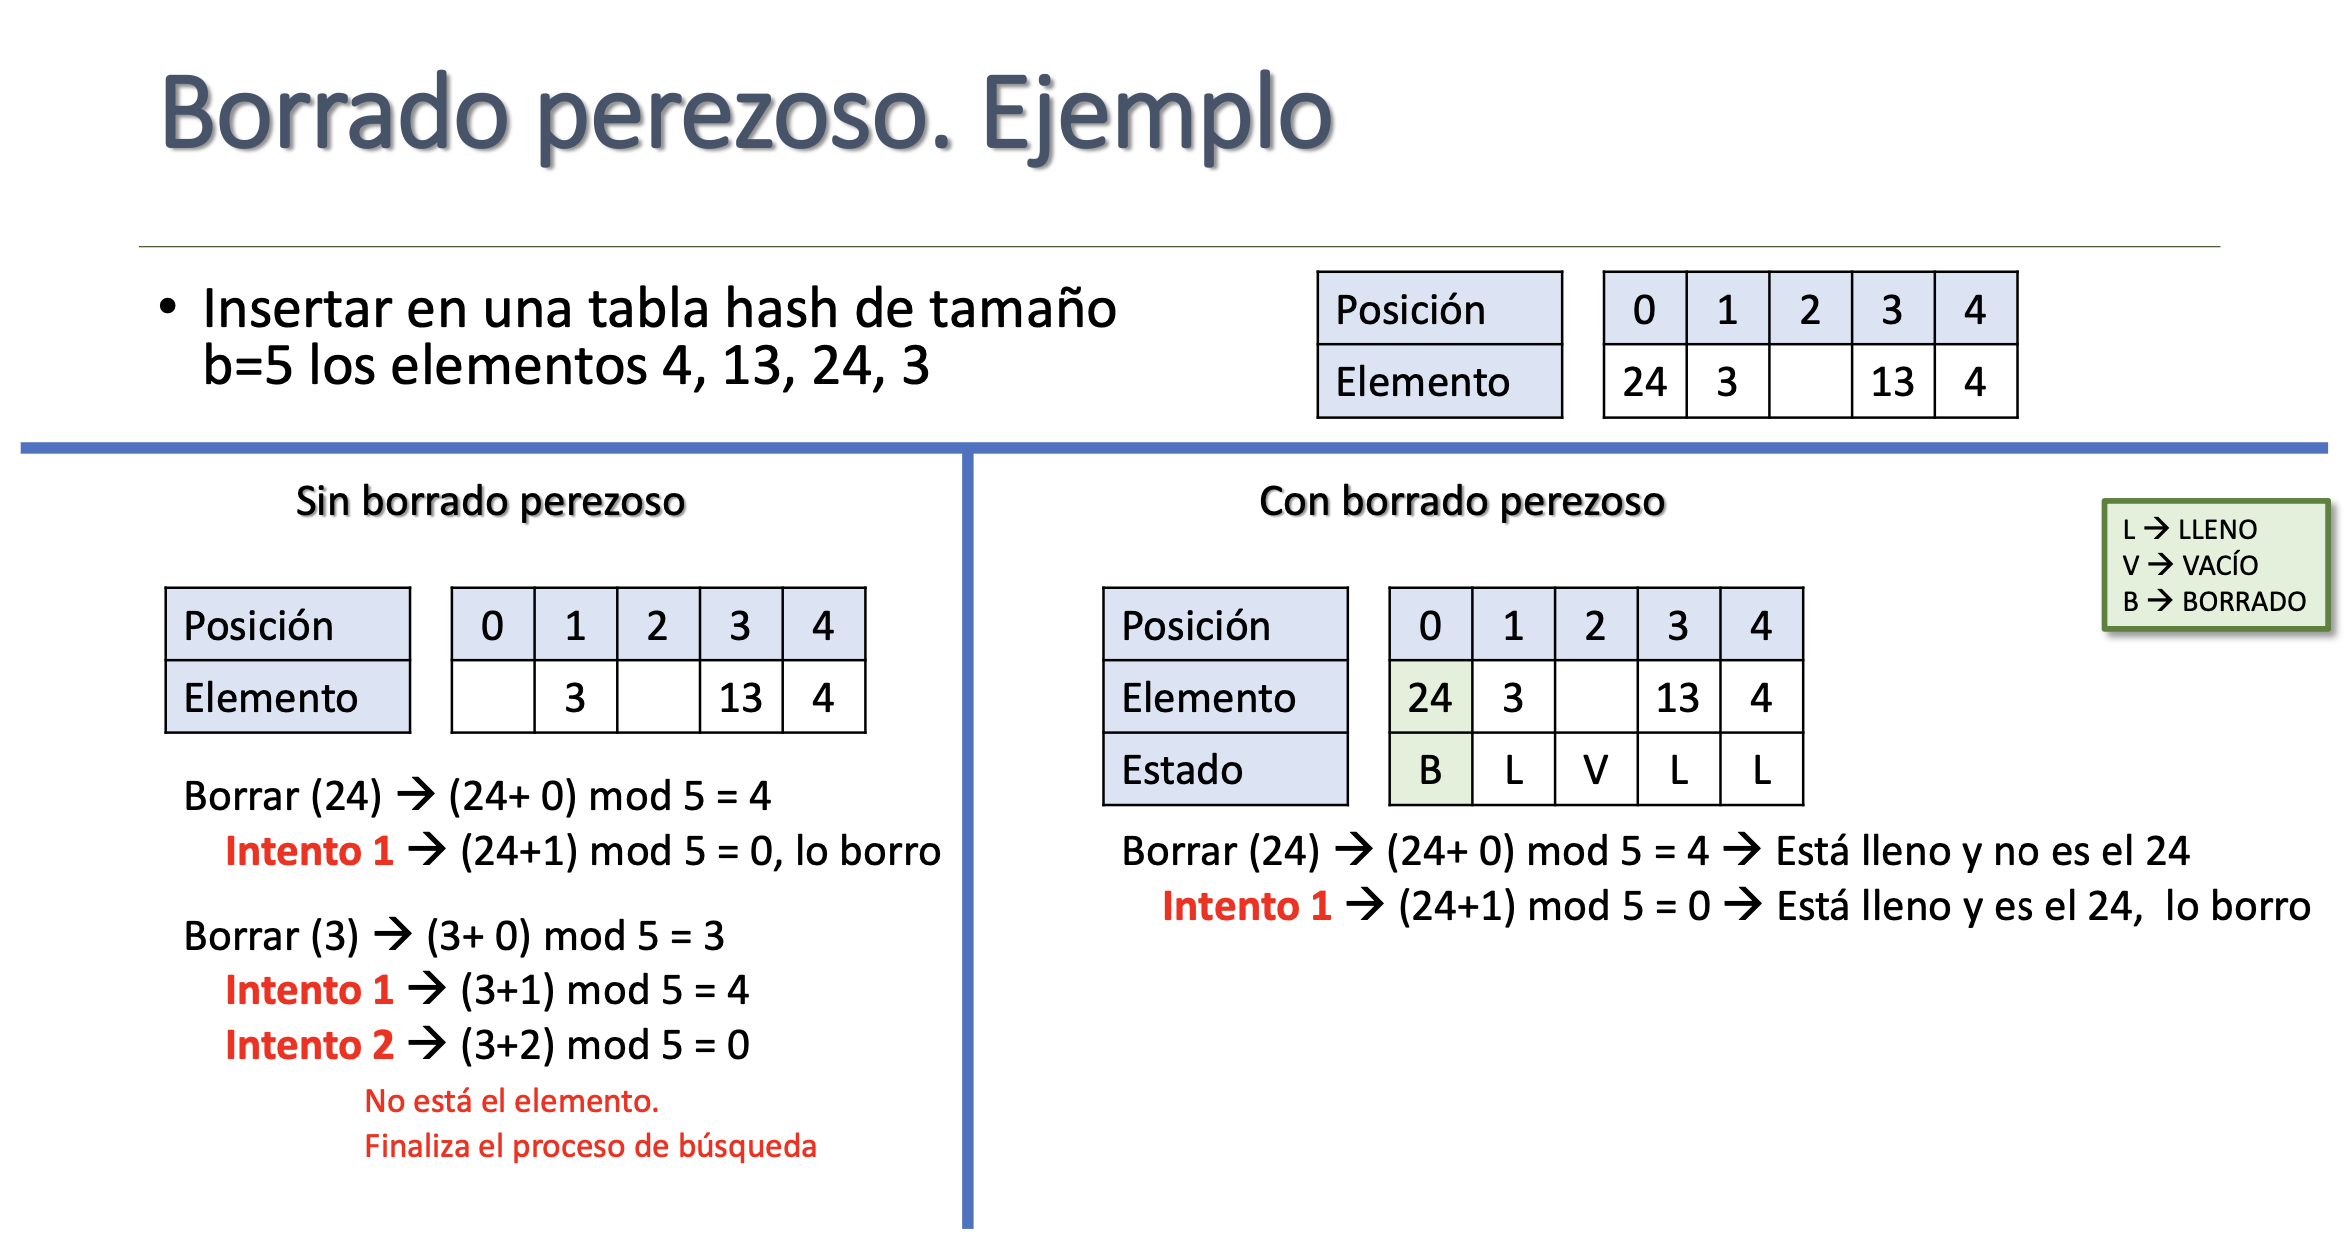 Borrado perezoso. Ejemplo
• Insertar en una tabla hash de tamaño
b=5 los elementos 4, 13, 24, 3
Posición 0 1 2 3 4
Elemento 24 3 13 4
Sin borrado perezoso
Posición 0 1 2 3 4
Elemento 3 13 4
Borrar (24) → (24+ 0) mod 5 = 4
Intento 1 → (24+1) mod 5 = 0, lo borro
Borrar (3) → (3+ 0) mod 5 = 3
Intento 1 → (3+1) mod 5 = 4
Intento 2 → (3+2) mod 5 = 0
No está el elemento.
Finaliza el proceso de búsqueda
Con borrado perezoso
L → LLENO
V → VACÍO
B → BORRADO
Posición 0 1 2 3 4
Elemento 24 3 13 4
Estado B L V L L
Borrar (24) → (24+ 0) mod 5 = 4 → Está lleno y no es el 24
Intento 1 → (24+1) mod 5 = 0 → Está lleno y es el 24, lo borro